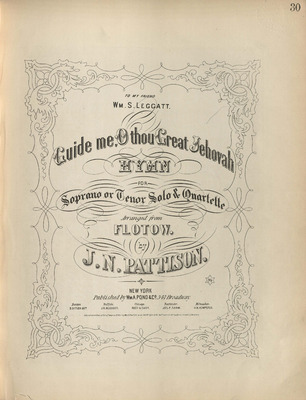 30
TO MY FRIEND
WM. S. LEGGATT.
Guide me, O thou Great Jehovah
HYMN
FOR
Soprano or Tenor Solo & Quartette
Arranged from
FLOTOW.
by
J. N. PATTISON.
NEW YORK
Published by WM. A. POND & CO. 547 Broadway